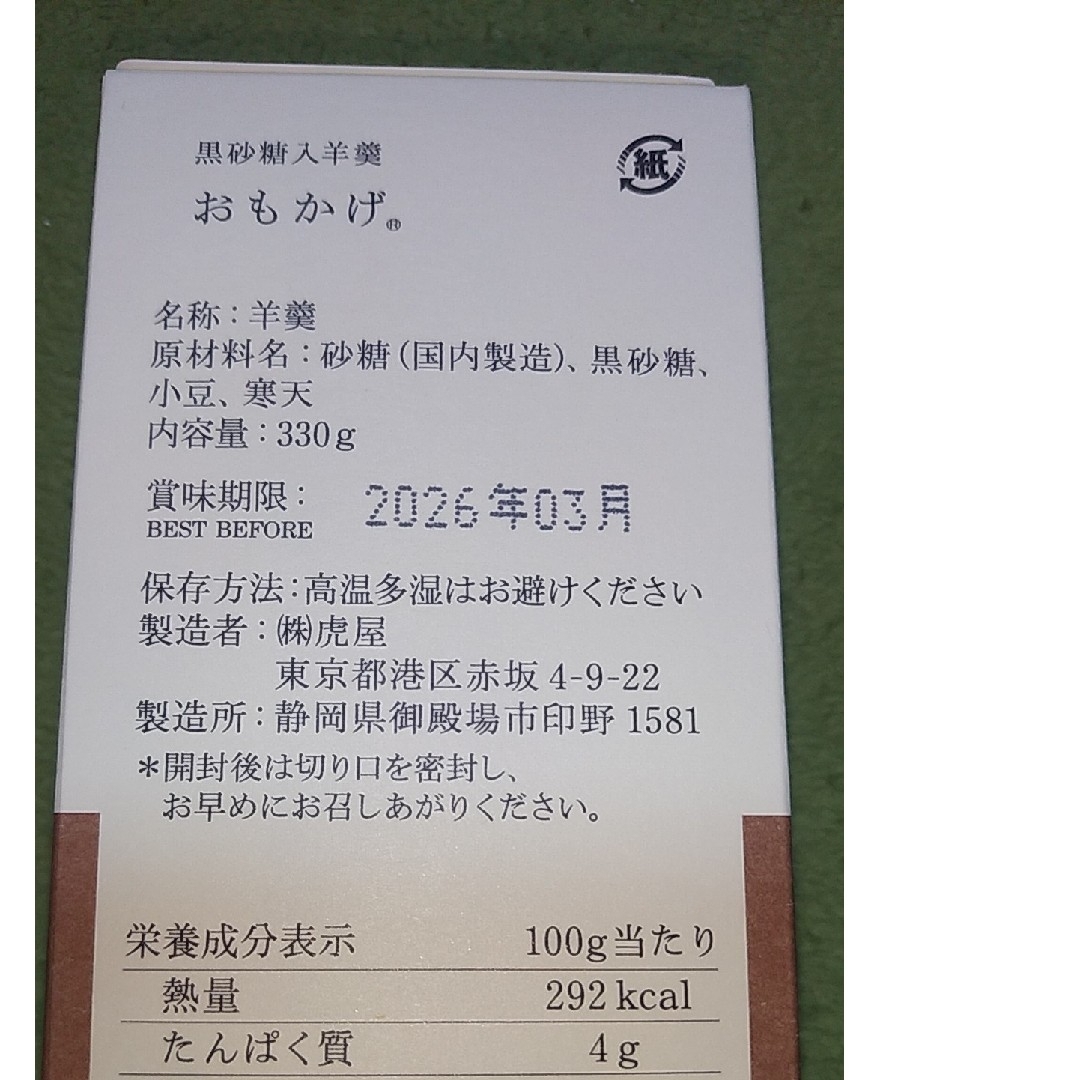 黒砂糖入羊羹
紙
おもかげ®
名称：羊羹
原材料名：砂糖（国内製造）、黒砂糖、
小豆、寒天
内容量：330g
賞味期限： 2026年03月
BEST BEFORE
保存方法：高温多湿はお避けください
製造者：㈱虎屋
東京都港区赤坂 4-9-22
製造所：静岡県御殿場市印野 1581
＊開封後は切り口を密封し、
お早めにお召しあがりください。
栄養成分表示 100g当たり
熱量 292 kcal
たんぱく質 4 g